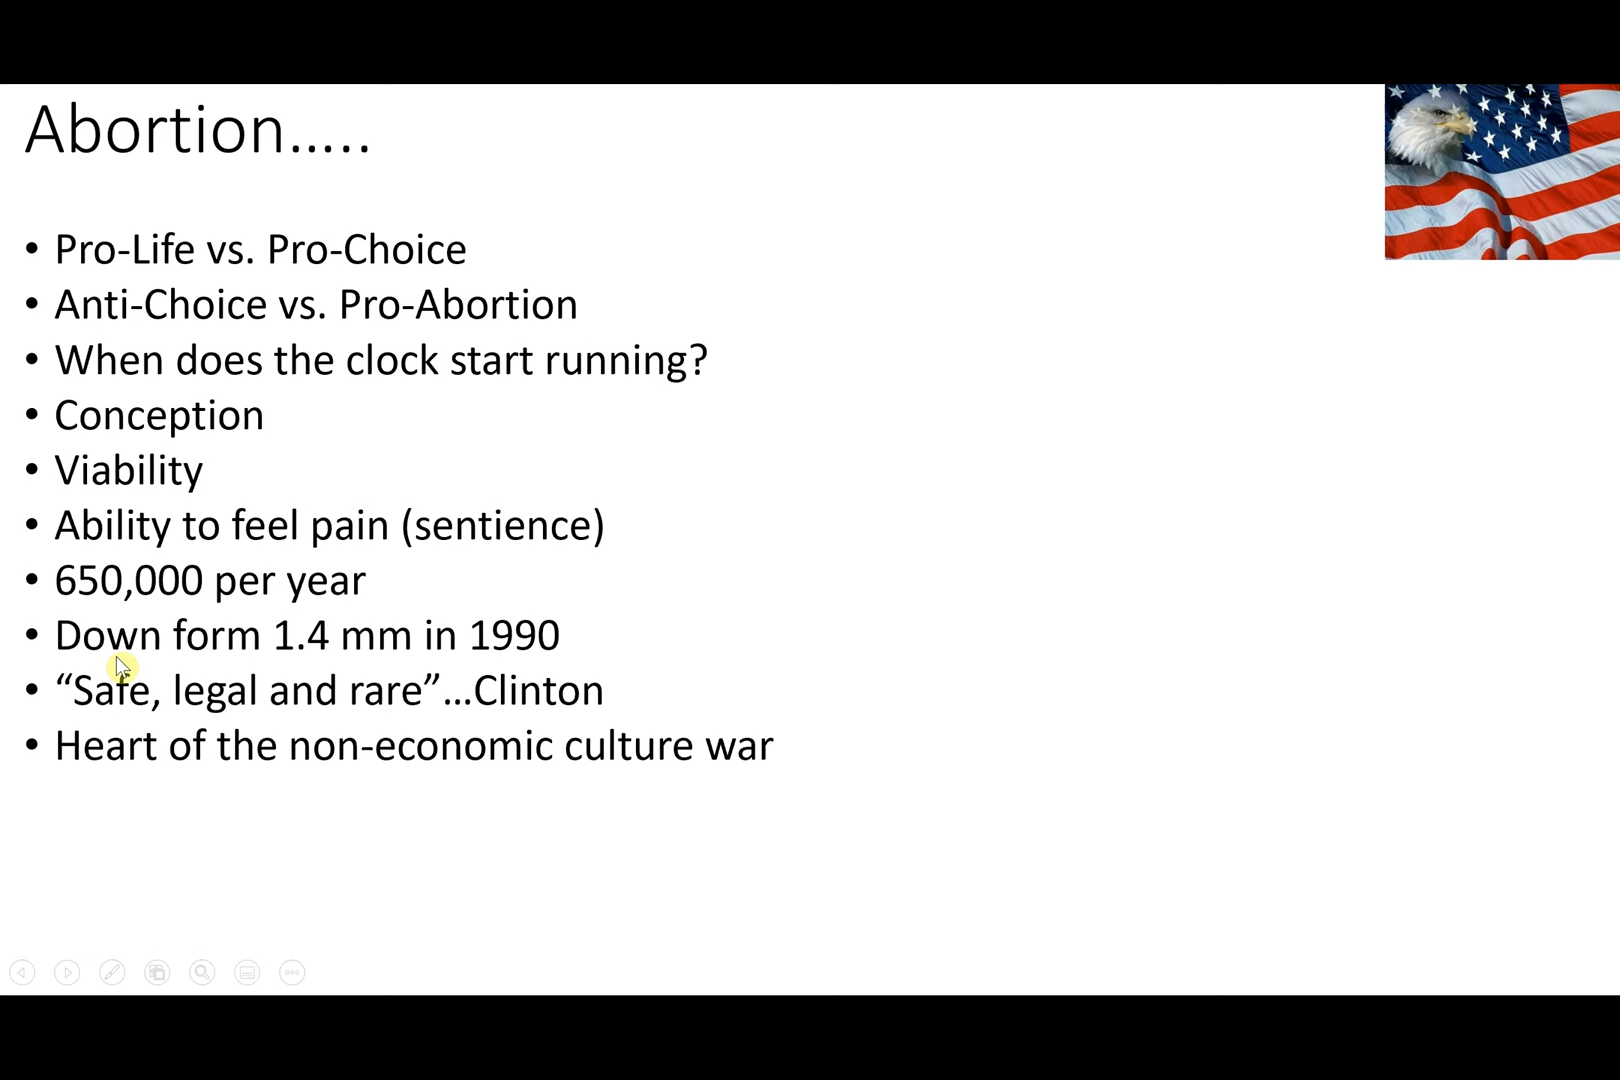 Abortion…..
• Pro-Life vs. Pro-Choice
• Anti-Choice vs. Pro-Abortion
• When does the clock start running?
• Conception
• Viability
• Ability to feel pain (sentience)
• 650,000 per year
• Down form 1.4 mm in 1990
• “Safe, legal and rare”…Clinton
• Heart of the non-economic culture war